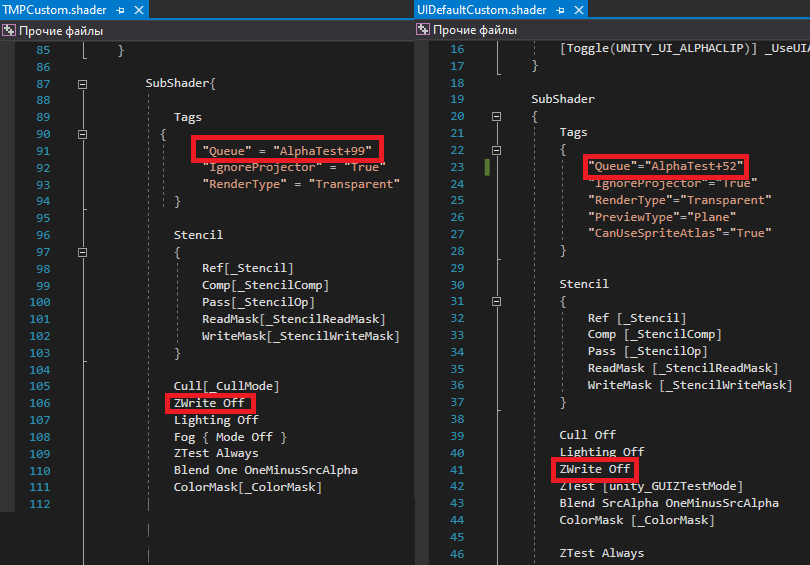 TMPCustom.shader
Прочие файлы
85 }
86
87 SubShader{
88
89 Tags
90 {
91 "Queue" = "AlphaTest+99"
92 "IgnoreProjector" = "True"
93 "RenderType" = "Transparent"
94 }
95
96 Stencil
97 {
98 Ref[_Stencil]
99 Comp[_StencilComp]
100 Pass[_StencilOp]
101 ReadMask[_StencilReadMask]
102 WriteMask[_StencilWriteMask]
103 }
104
105 Cull[_CullMode]
106 ZWrite Off
107 Lighting Off
108 Fog { Mode Off }
109 ZTest Always
110 Blend One OneMinusSrcAlpha
111 ColorMask[_ColorMask]
112
UIDefaultCustom.shader
Прочие файлы
16 [Toggle(UNITY_UI_ALPHACLIP)] _UseUIA
17 }
18
19 SubShader
20 {
21 Tags
22 {
23 "Queue"="AlphaTest+52"
24 "IgnoreProjector"="True"
25 "RenderType"="Transparent"
26 "PreviewType"="Plane"
27 "CanUseSpriteAtlas"="True"
28 }
29
30 Stencil
31 {
32 Ref [_Stencil]
33 Comp [_StencilComp]
34 Pass [_StencilOp]
35 ReadMask [_StencilReadMask]
36 WriteMask [_StencilWriteMask]
37 }
38
39 Cull Off
40 Lighting Off
41 ZWrite Off
42 ZTest [unity_GUIZTestMode]
43 Blend SrcAlpha OneMinusSrcAlpha
44 ColorMask [_ColorMask]
45
46 ZTest Always